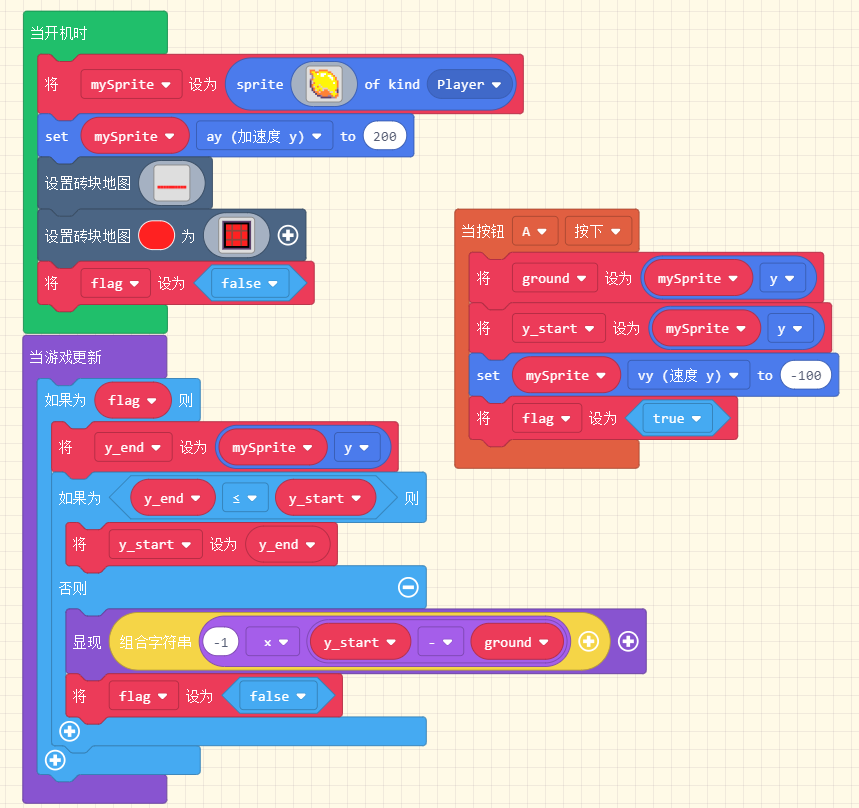 当开机时
将 mySprite 设为 sprite of kind Player
set mySprite ay (加速度 y) to 200
设置砖块地图
设置砖块地图 为
将 flag 设为 false
当游戏更新
如果为 flag 则
将 y_end 设为 mySprite y
如果为 y_end ≤ y_start 则
将 y_start 设为 y_end
否则
显现 组合字符串 -1 × y_start - ground
将 flag 设为 false
当按钮 A 按下
将 ground 设为 mySprite y
将 y_start 设为 mySprite y
set mySprite vy (速度 y) to -100
将 flag 设为 true